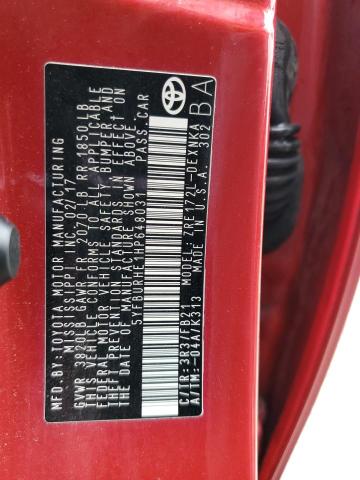 MFD. BY: TOYOTA MOTOR MANUFACTURING
MISSISSIPPI, INC. 02/17
GVWR 3820LB GAWR FR 2070LB RR 1850LB
THIS VEHICLE CONFORMS TO ALL APPLICABLE
FEDERAL MOTOR VEHICLE SAFETY, BUMPER, AND
THEFT PREVENTION STANDARDS IN EFFECT ON
THE DATE OF MANUFACTURE SHOWN ABOVE.
5YFBURHE1HP648031 PASS.CAR
C/TR:3R3/FB21 MODEL:ZRE172L-DEXNKA
A/TM:-04A/K313 MADE IN U.S.A. 302
BA
TOYOTA